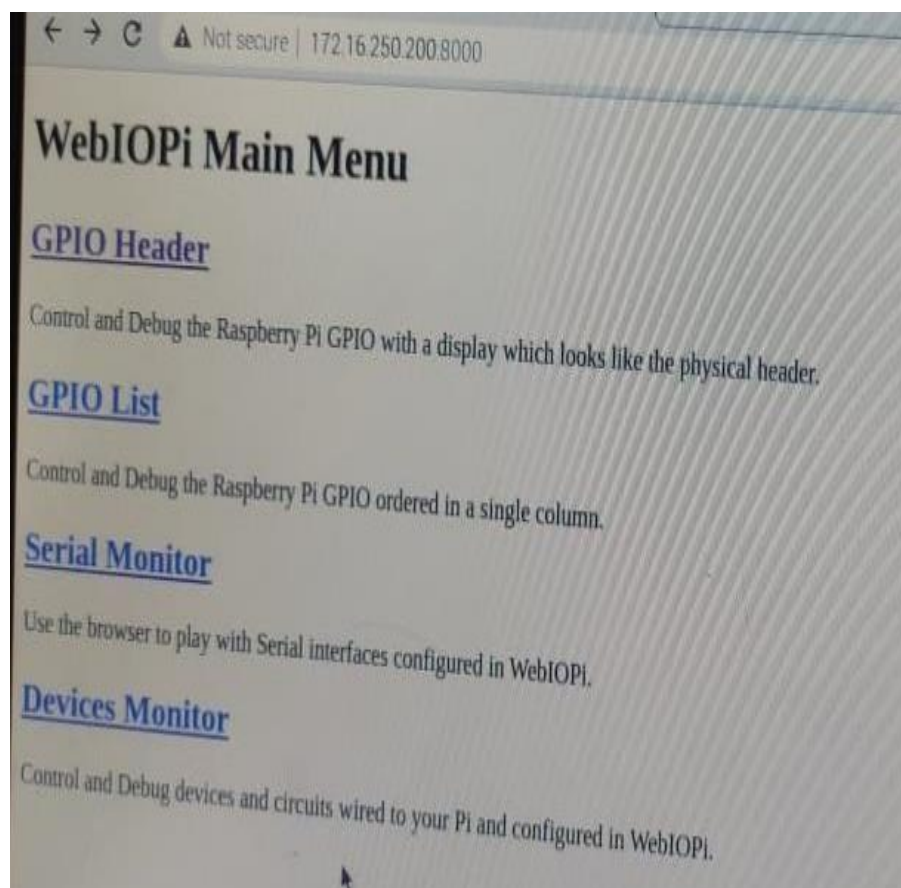 Not secure | 172.16.250.200:8000
WebIOPi Main Menu
GPIO Header
Control and Debug the Raspberry Pi GPIO with a display which looks like the physical header.
GPIO List
Control and Debug the Raspberry Pi GPIO ordered in a single column.
Serial Monitor
Use the browser to play with Serial interfaces configured in WebIOPi.
Devices Monitor
Control and Debug devices and circuits wired to your Pi and configured in WebIOPi.